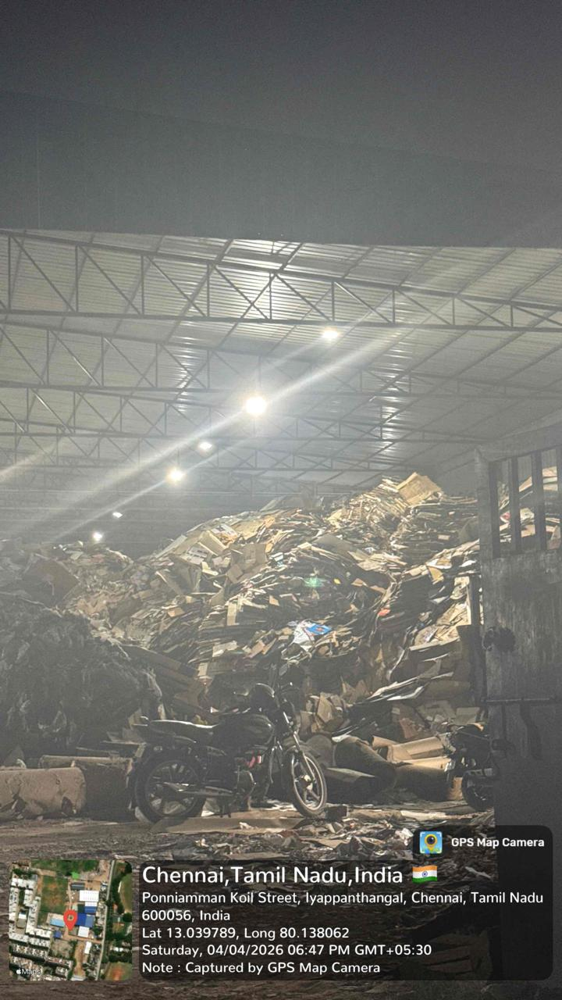 GPS Map Camera
Chennai,Tamil Nadu,India 🇮🇳
Ponniamman Koil Street, Iyappanthangal, Chennai, Tamil Nadu
600056, India
Lat 13.039789, Long 80.138062
Saturday, 04/04/2026 06:47 PM GMT+05:30
Note : Captured by GPS Map Camera
Maps